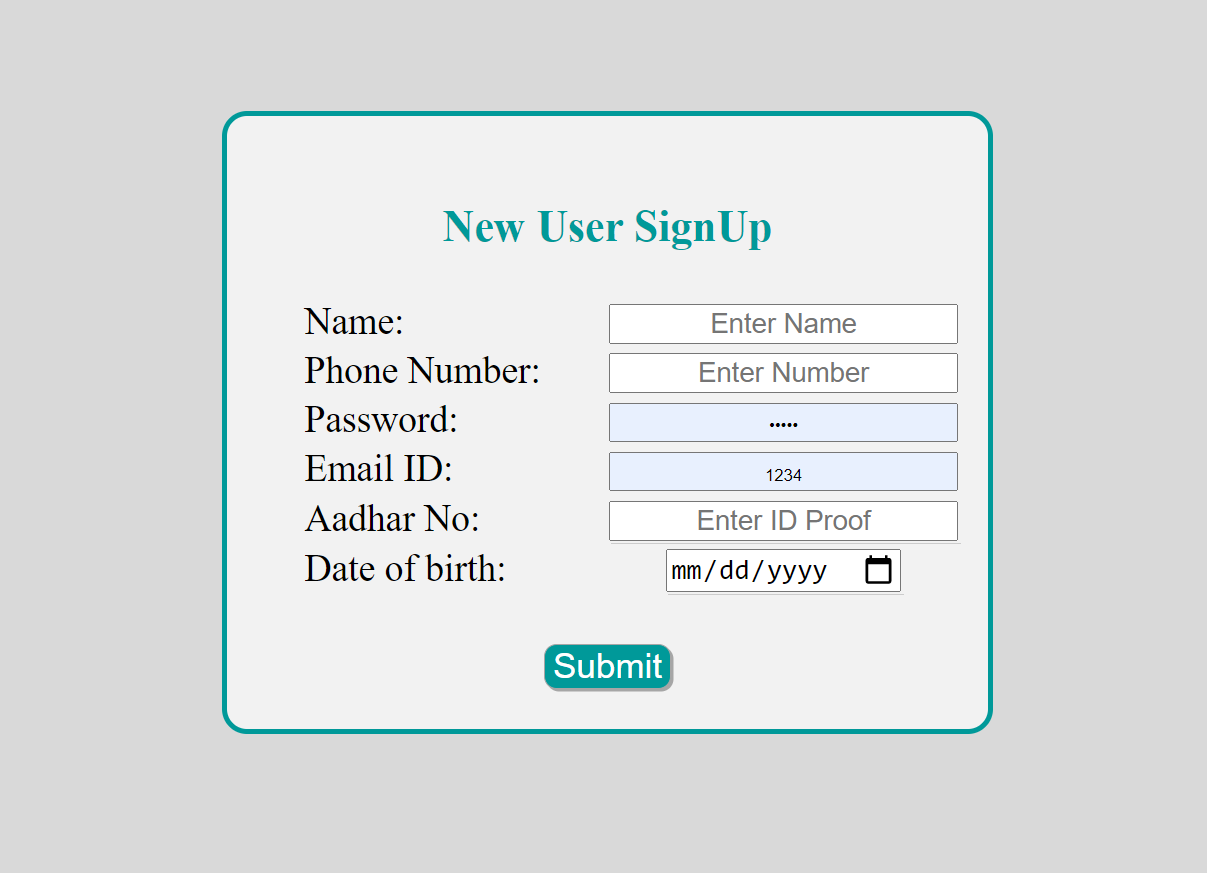 New User SignUp
Name: Enter Name
Phone Number: Enter Number
Password: •••••
Email ID: 1234
Aadhar No: Enter ID Proof
Date of birth: mm/dd/yyyy
Submit